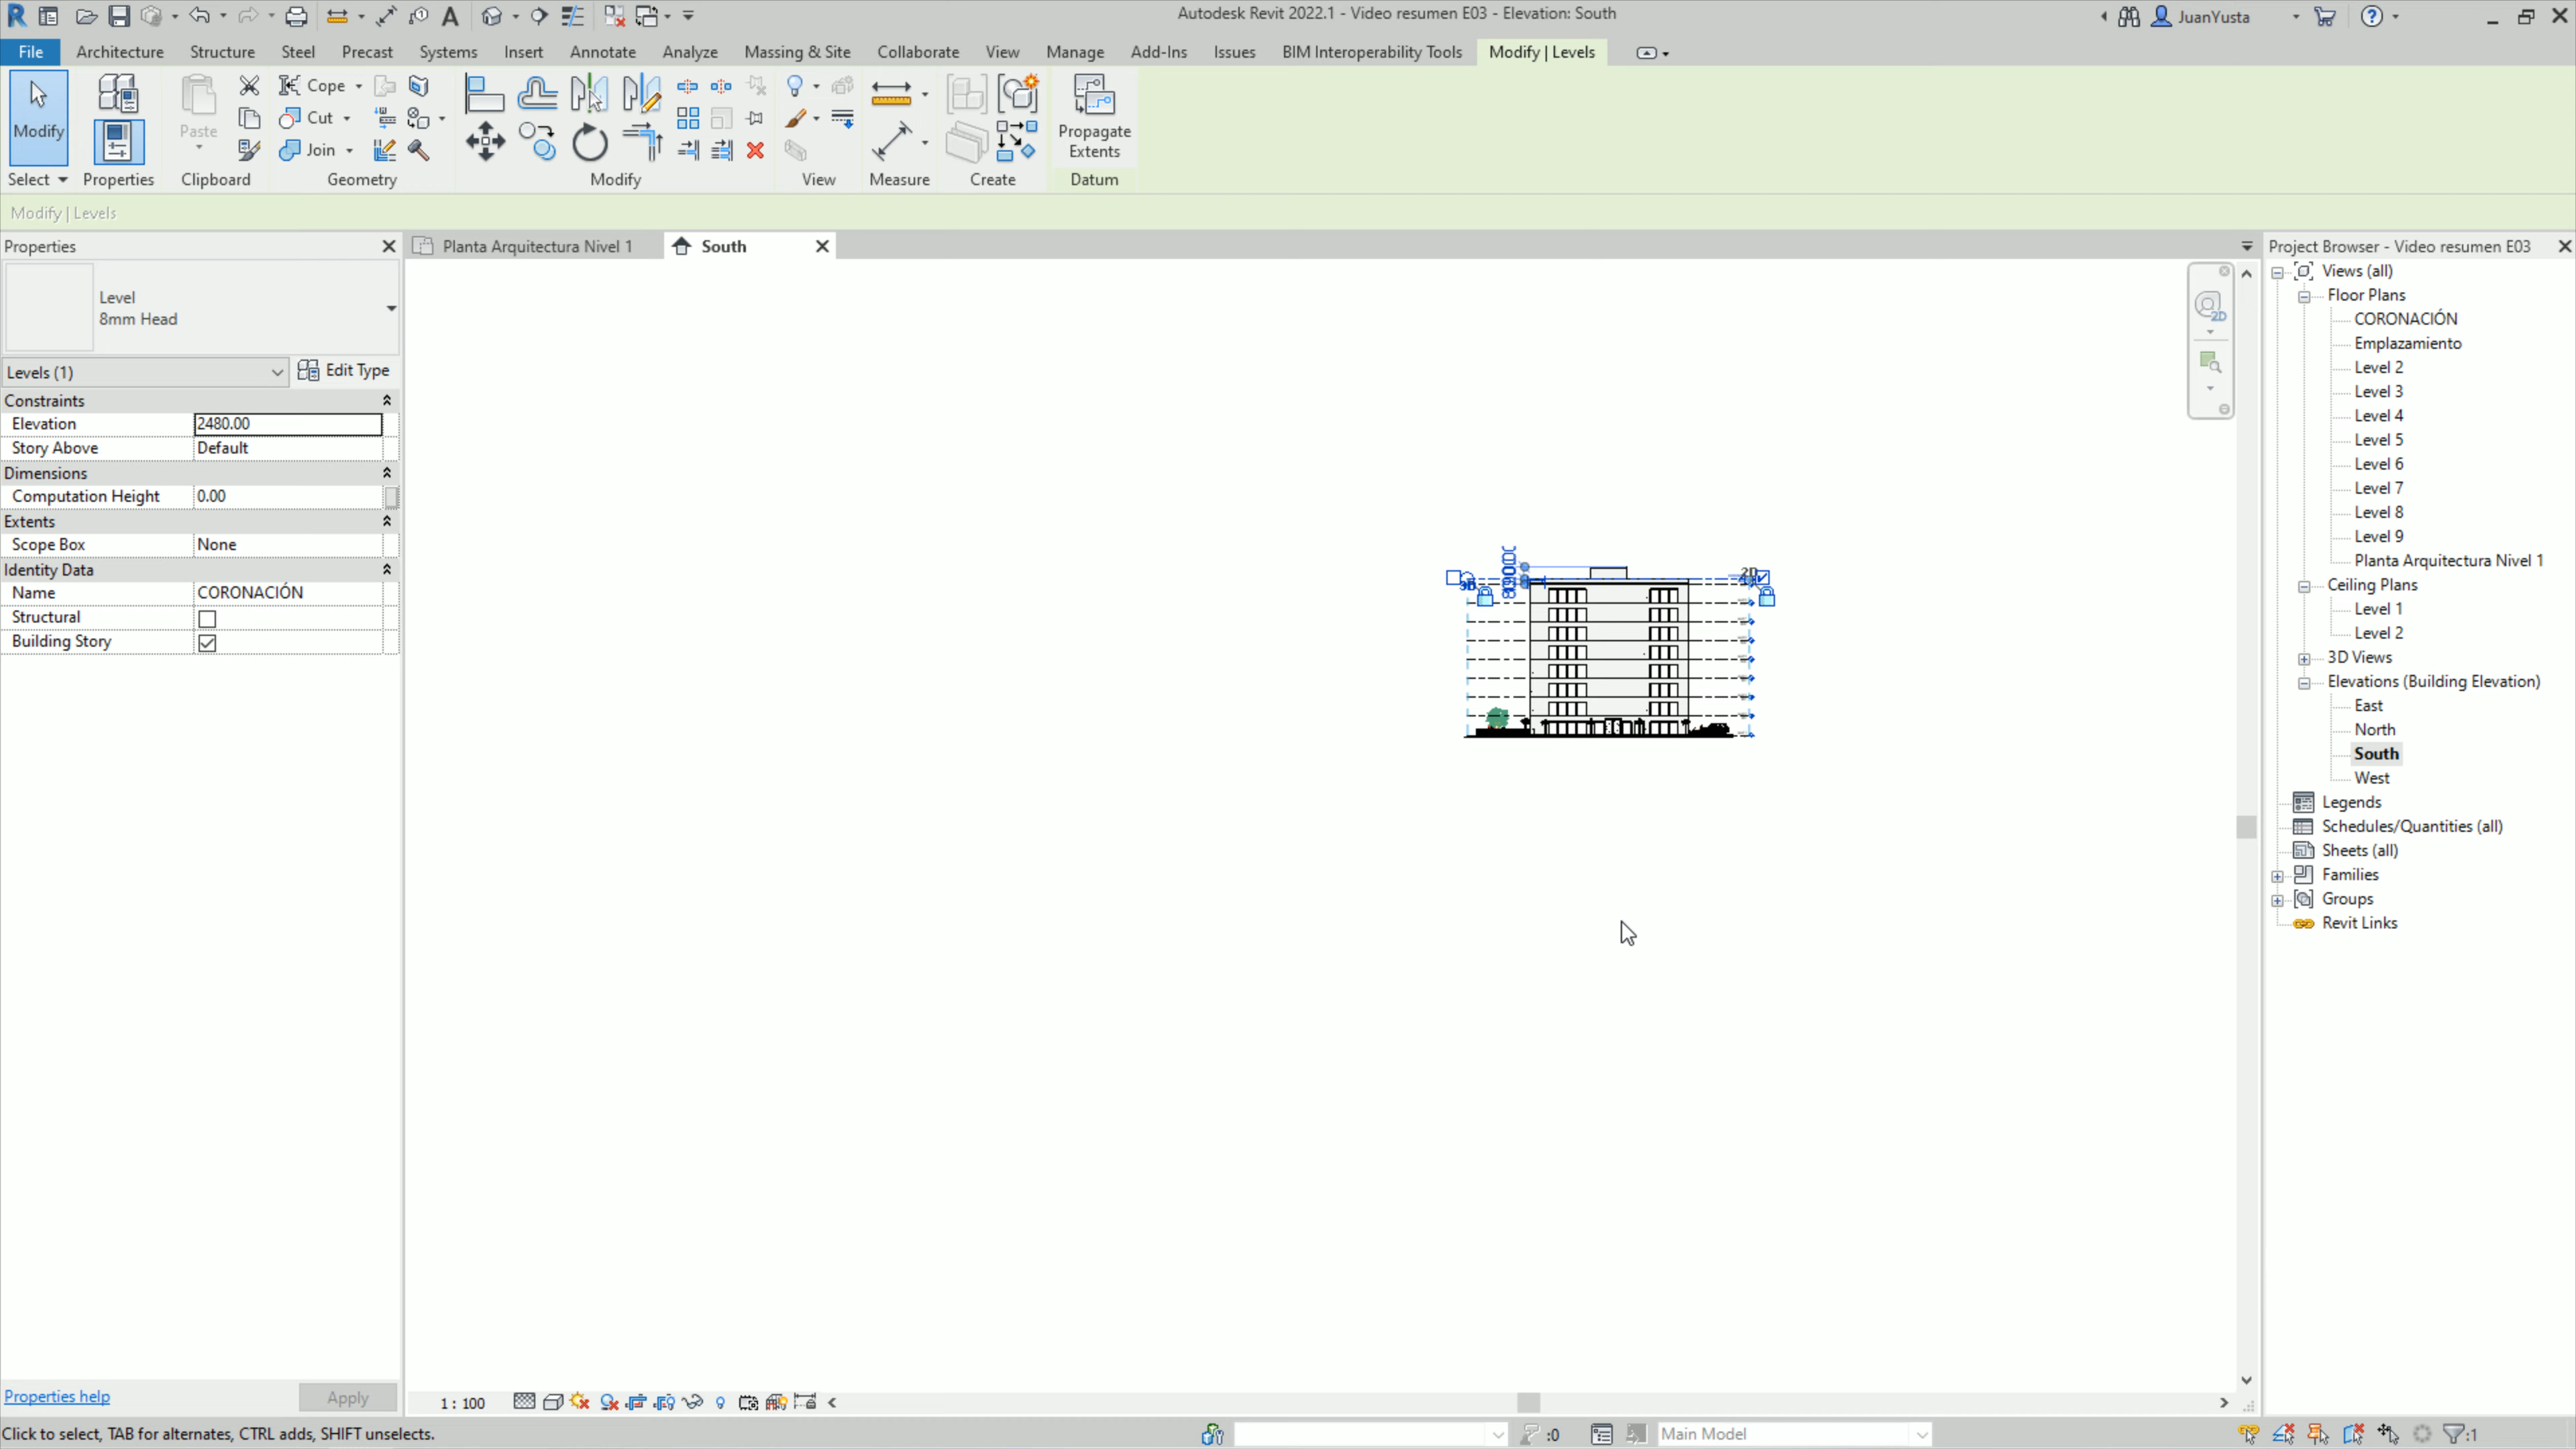 Autodesk Revit 2022.1 - Video resumen E03 - Elevation: South
JuanYusta
File Architecture Structure Steel Precast Systems Insert Annotate Analyze Massing & Site Collaborate View Manage Add-Ins Issues BIM Interoperability Tools Modify | Levels
Modify
Select
Properties
Paste
Clipboard
Cope
Cut
Join
Geometry
Modify
View
Measure
Create
Propagate
Extents
Datum
Modify | Levels
Properties
Level
8mm Head
Levels (1) Edit Type
Constraints
Elevation 2480.00
Story Above Default
Dimensions
Computation Height 0.00
Extents
Scope Box None
Identity Data
Name CORONACIÓN
Structural
Building Story
Properties help Apply
Planta Arquitectura Nivel 1 South
3D
2D
1 : 100
2D
Project Browser - Video resumen E03
Views (all)
Floor Plans
CORONACIÓN
Emplazamiento
Level 2
Level 3
Level 4
Level 5
Level 6
Level 7
Level 8
Level 9
Planta Arquitectura Nivel 1
Ceiling Plans
Level 1
Level 2
3D Views
Elevations (Building Elevation)
East
North
South
West
Legends
Schedules/Quantities (all)
Sheets (all)
Families
Groups
Revit Links
Click to select, TAB for alternates, CTRL adds, SHIFT unselects.
:0
Main Model
:1